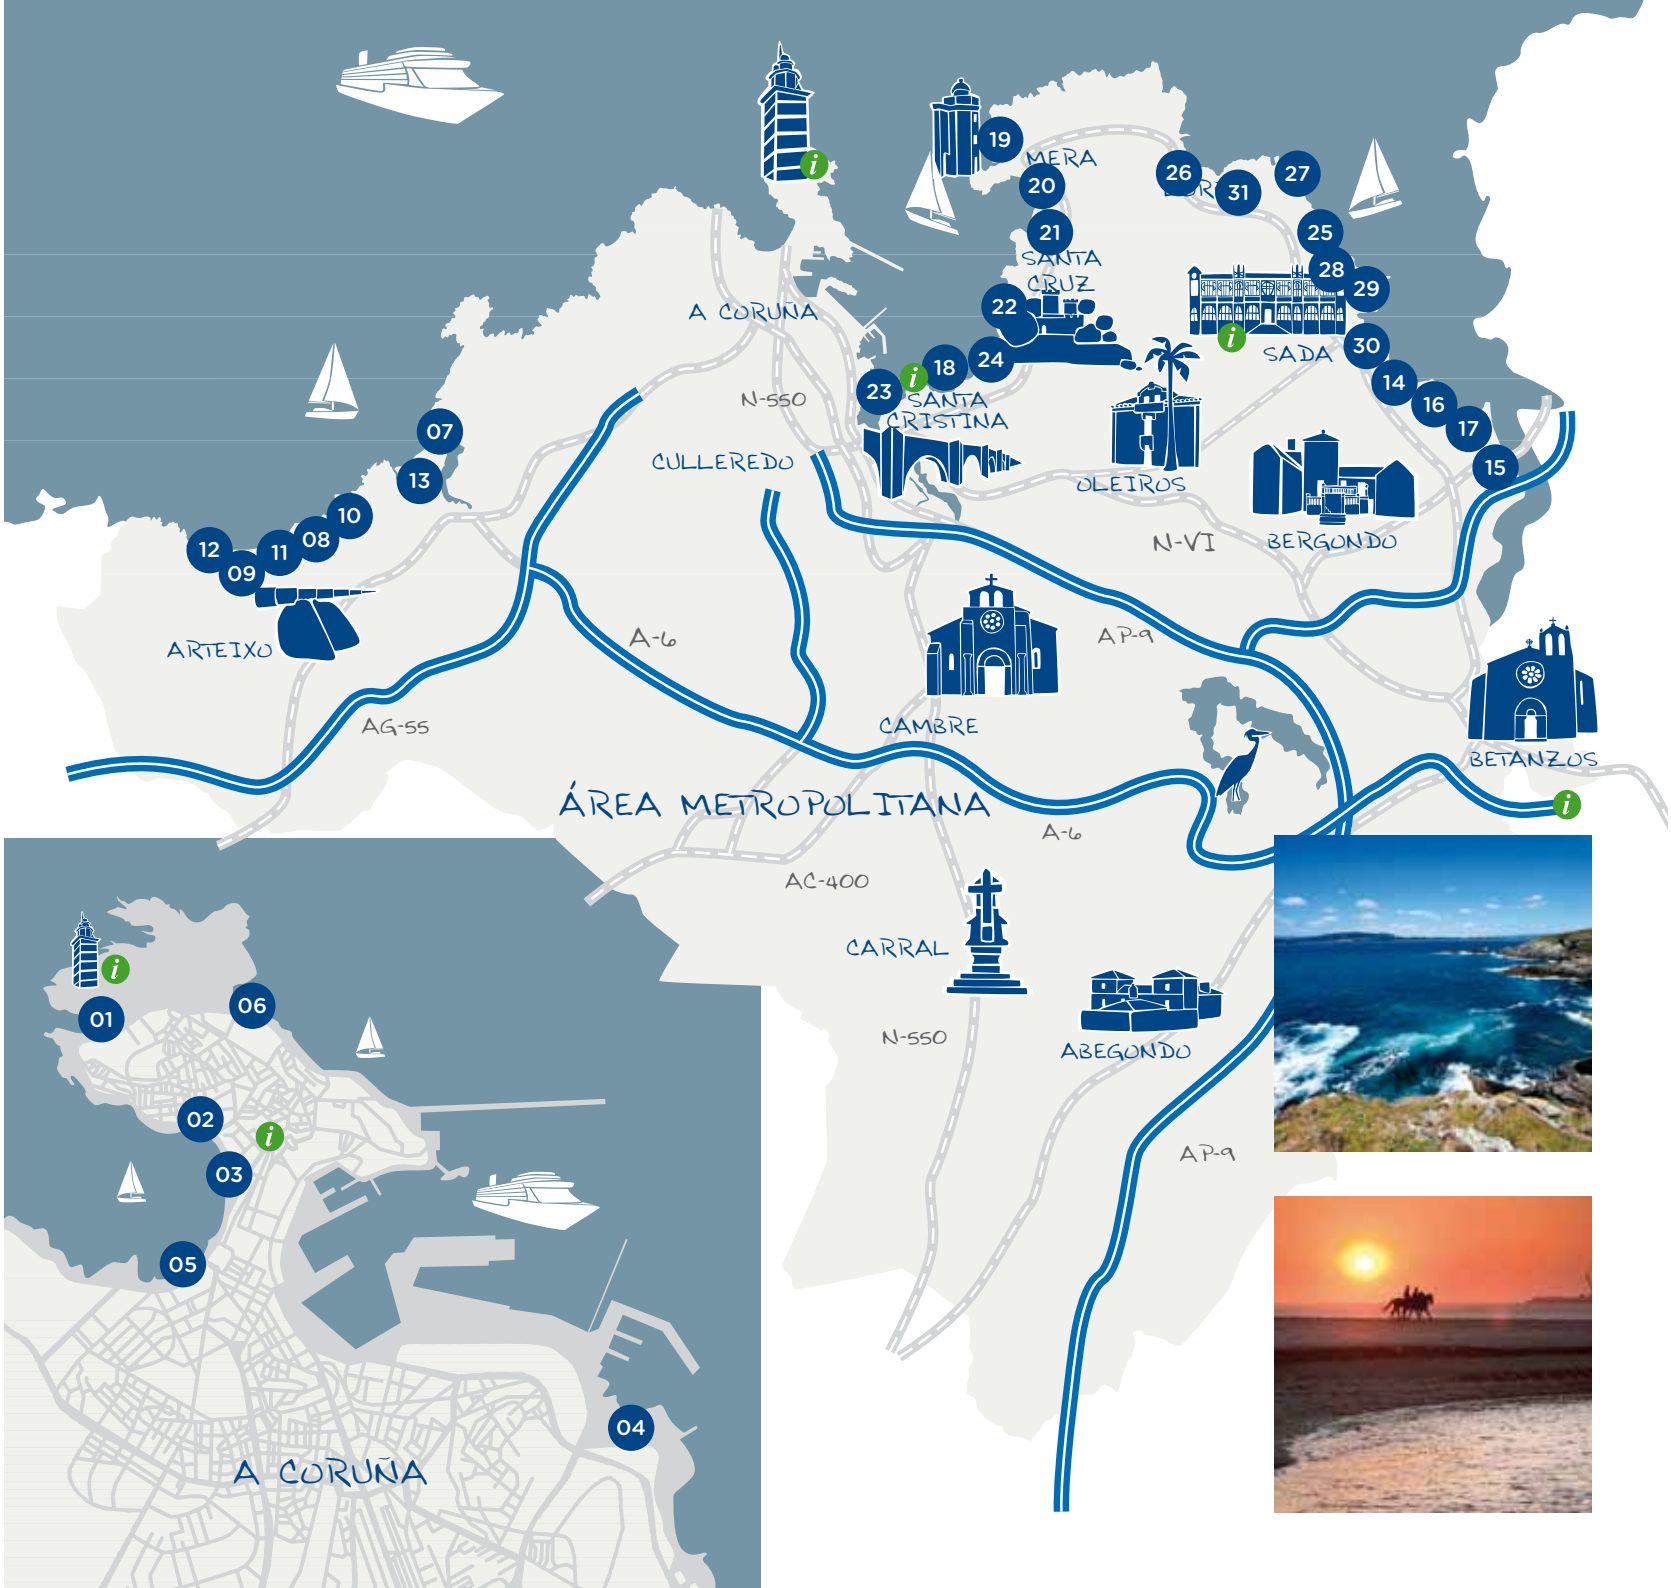 i
19
MERA
20
26
31
27
21
25
SANTA
CRUZ
28
29
22
A CORUÑA
i
SADA
30
24
18
i
23
14
SANTA
CRISTINA
N-550
16
17
07
CULLEREDO
15
13
OLEIROS
10
12
11
08
09
N-VI
BERGONDO
ARTEIXO
A-6
AP-9
AG-55
CAMBRE
BETANZOS
ÁREA METROPOLITANA
i
A-6
AC-400
CARRAL
N-550
ABEGONDO
AP-9
i
01
06
02
i
03
05
04
A CORUÑA